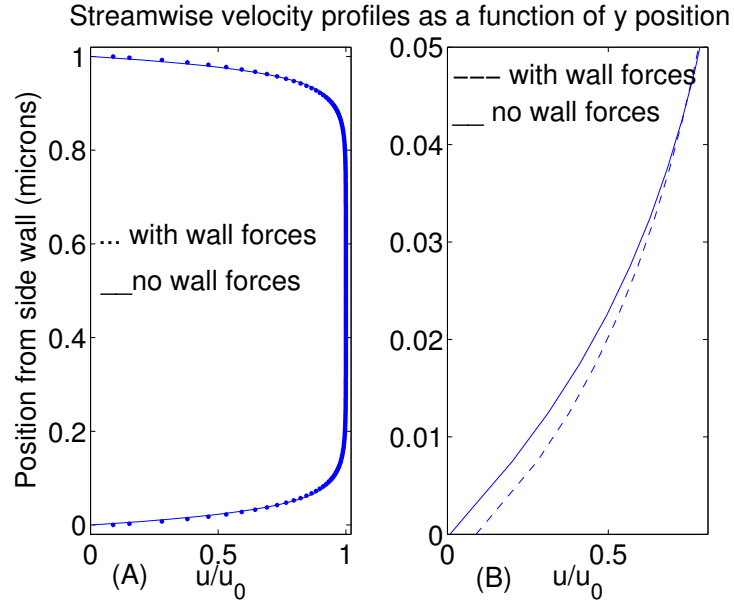 Streamwise velocity profiles as a function of y position
Position from side wall (microns)
1
0.8
0.6
0.4
0.2
0
... with wall forces
__no wall forces
0
0.5
1
(A)
u/u0
0.05
0.04
0.03
0.02
0.01
0
--- with wall forces
__ no wall forces
0
0.5
(B)
u/u0